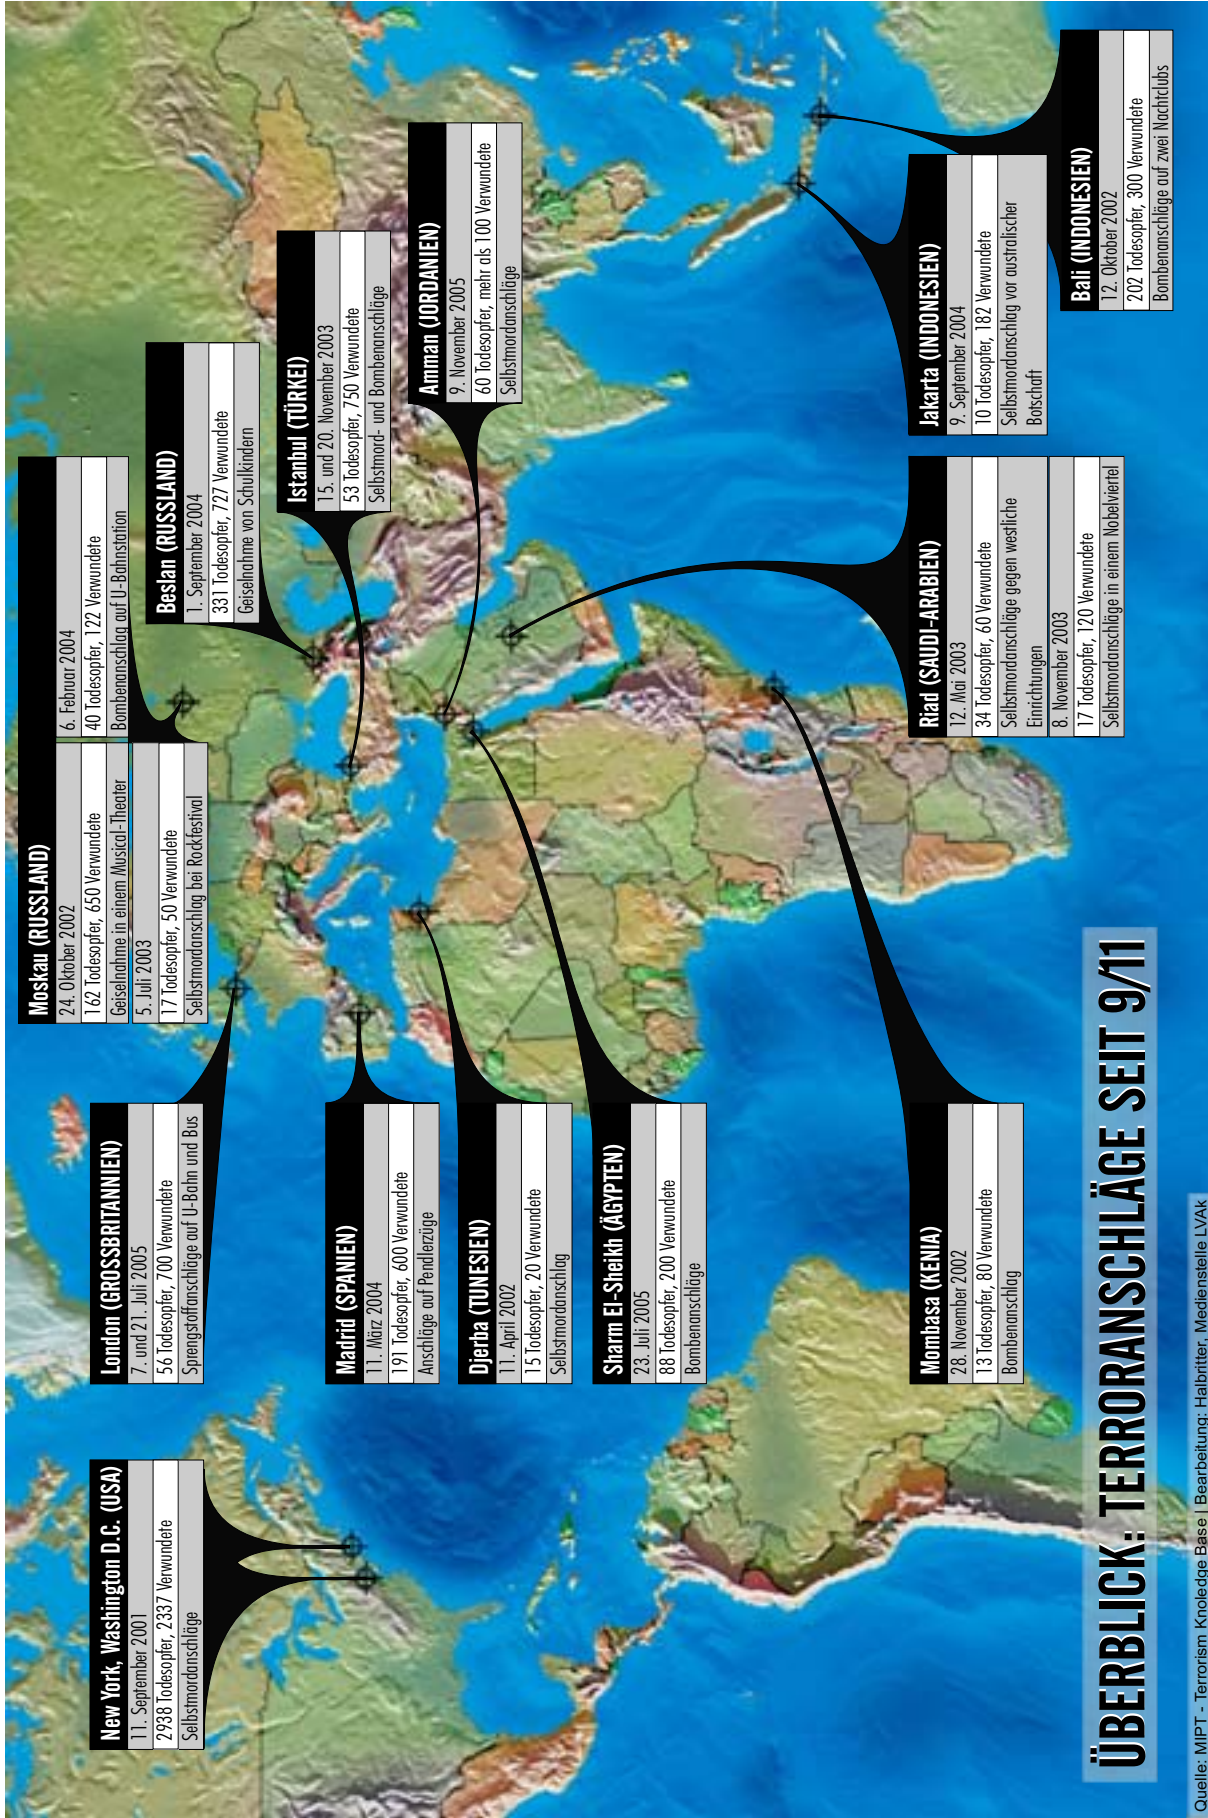 ÜBERBLICK: TERRORANSCHLÄGE SEIT 9/11
New York, Washington D.C. (USA)
11. September 2001
2938 Todesopfer, 2337 Verwundete
Selbstmordanschläge
London (GROSSBRITANNIEN)
7. und 21. Juli 2005
56 Todesopfer, 700 Verwundete
Sprengstoffanschläge auf U-Bahn und Bus
Madrid (SPANIEN)
11. März 2004
191 Todesopfer, 600 Verwundete
Anschläge auf Pendlerzüge
Djerba (TUNESIEN)
11. April 2002
15 Todesopfer, 20 Verwundete
Selbstmordanschlag
Sharm El-Sheikh (ÄGYPTEN)
23. Juli 2005
88 Todesopfer, 200 Verwundete
Bombenanschläge
Mombasa (KENIA)
28. November 2002
13 Todesopfer, 80 Verwundete
Bombenanschlag
Moskau (RUSSLAND)
24. Oktober 2002
162 Todesopfer, 650 Verwundete
Geiselnahme in einem Musical-Theater
5. Juli 2003
17 Todesopfer, 50 Verwundete
Selbstmordanschlag bei Rockfestival
6. Februar 2004
40 Todesopfer, 122 Verwundete
Bombenanschlag auf U-Bahnstation
Beslan (RUSSLAND)
1. September 2004
331 Todesopfer, 727 Verwundete
Geiselnahme von Schulkindern
Istanbul (TÜRKEI)
15. und 20. November 2003
53 Todesopfer, 750 Verwundete
Selbstmord- und Bombenanschläge
Amman (JORDANIEN)
9. November 2005
60 Todesopfer, mehr als 100 Verwundete
Selbstmordanschläge
Riad (SAUDI-ARABIEN)
12. Mai 2003
34 Todesopfer, 60 Verwundete
Selbstmordanschläge gegen westliche
Einrichtungen
8. November 2003
17 Todesopfer, 120 Verwundete
Selbstmordanschläge in einem Nobelviertel
Jakarta (INDONESIEN)
9. September 2004
10 Todesopfer, 182 Verwundete
Selbstmordanschlag vor australischer
Botschaft
Bali (INDONESIEN)
12. Oktober 2002
202 Todesopfer, 300 Verwundete
Bombenanschläge auf zwei Nachtclubs
Quelle: MIPT - Terrorism Knoledge Base | Bearbeitung: Halbritter, Medienstelle LVAk